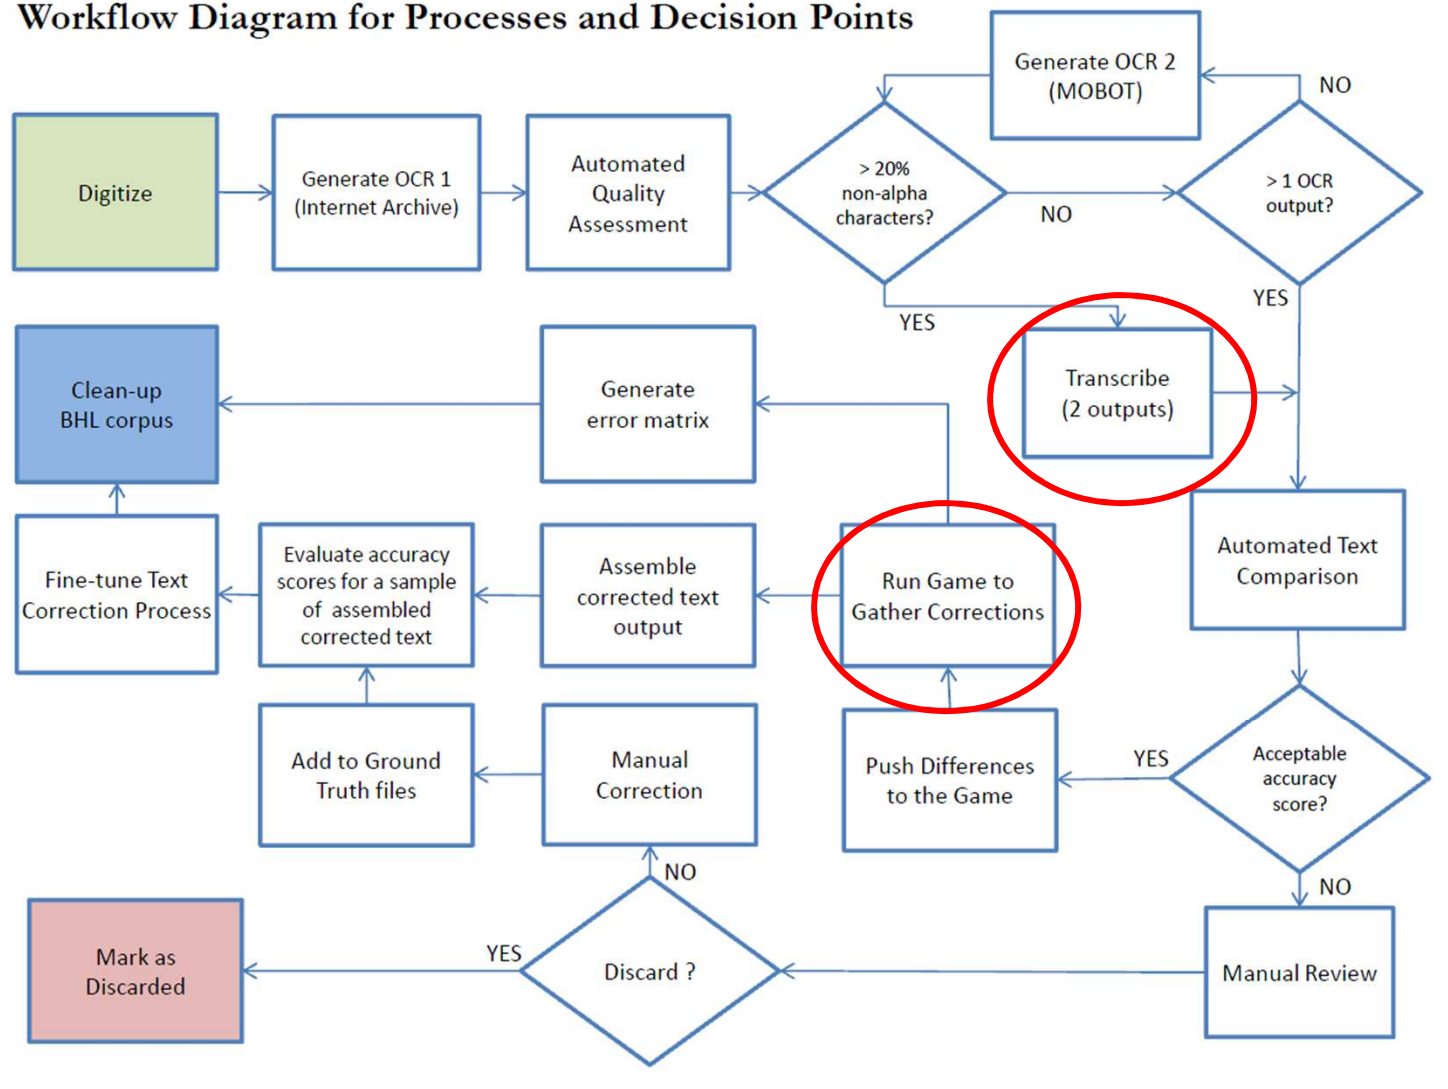 Workflow Diagram for Processes and Decision Points
Generate OCR 2
(MOBOT)
NO
Digitize
Generate OCR 1
(Internet Archive)
Automated
Quality
Assessment
> 20%
non-alpha
characters?
NO
> 1 OCR
output?
YES
YES
Clean-up
BHL corpus
Generate
error matrix
Transcribe
(2 outputs)
Fine-tune Text
Correction Process
Evaluate accuracy
scores for a sample
of assembled
corrected text
Assemble
corrected text
output
Run Game to
Gather Corrections
Automated Text
Comparison
Add to Ground
Truth files
Manual
Correction
Push Differences
to the Game
YES
Acceptable
accuracy
score?
NO
NO
Mark as
Discarded
YES
Discard ?
Manual Review